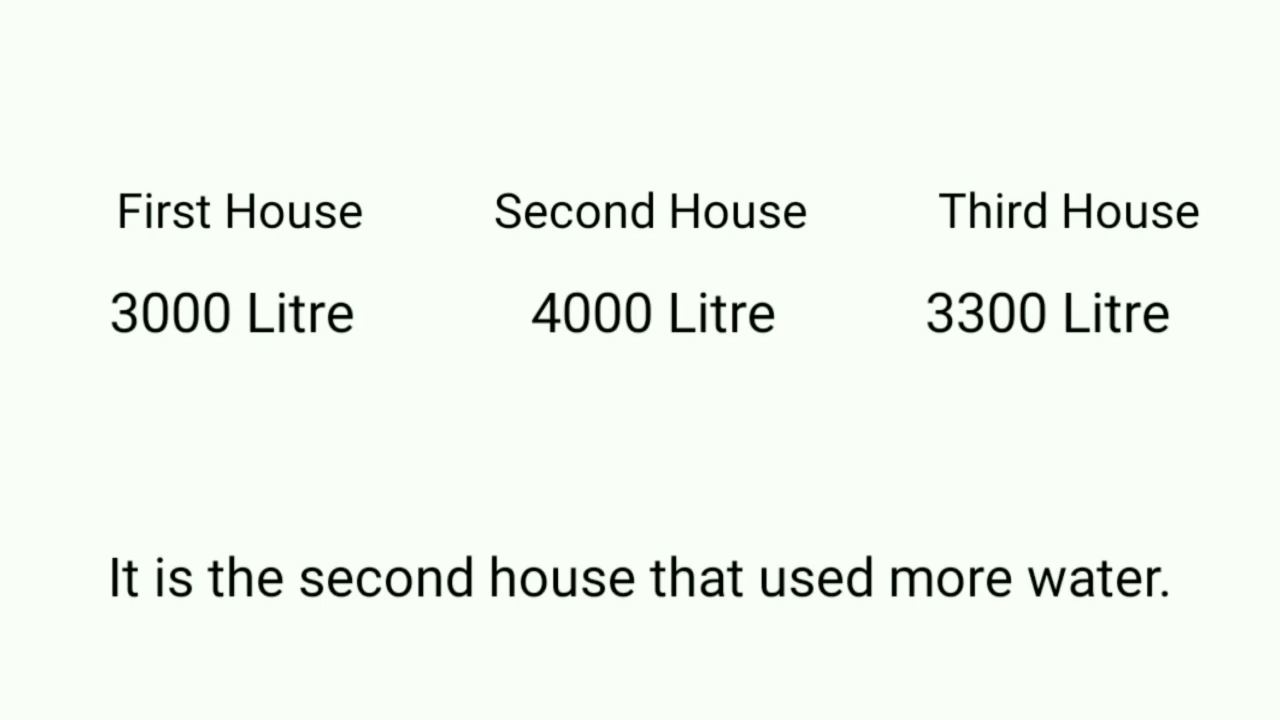 First House Second House Third House
3000 Litre 4000 Litre 3300 Litre
It is the second house that used more water.